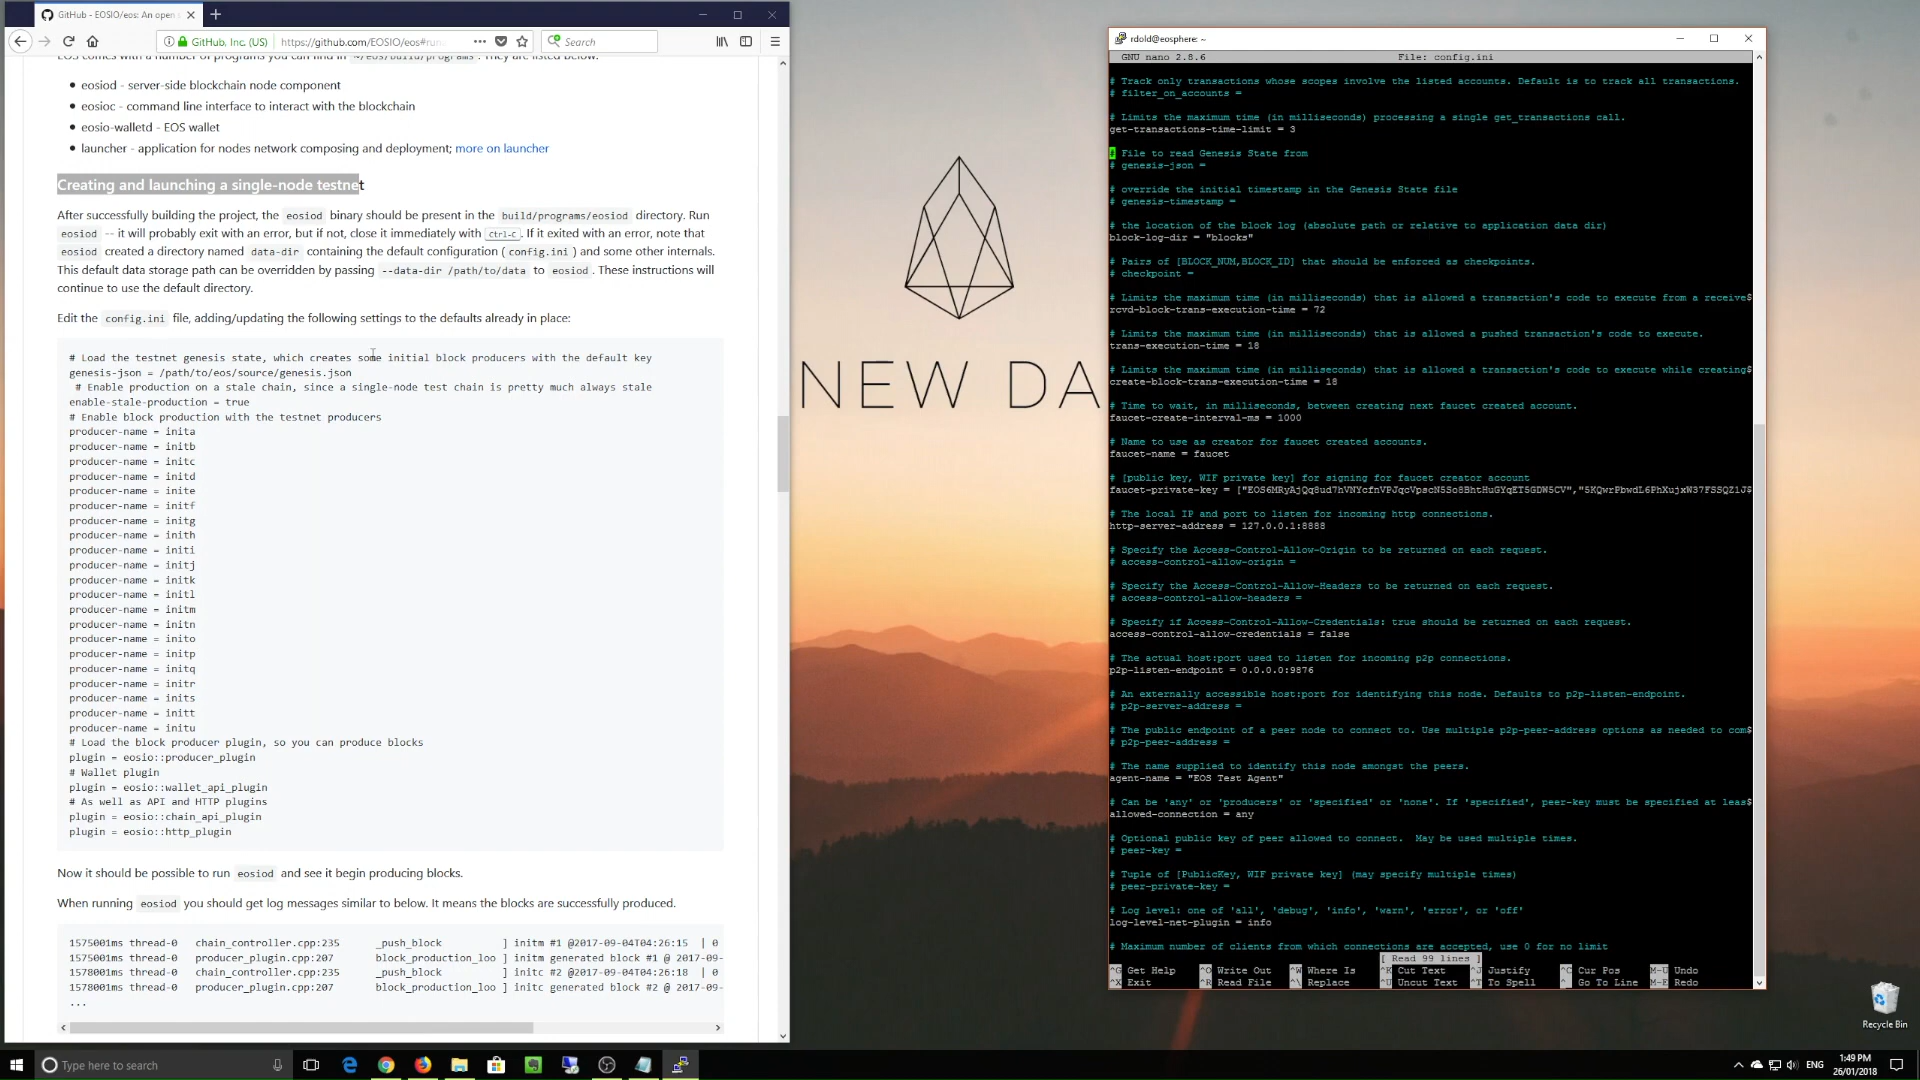 GitHub - EOSIO/eos: An open
GitHub, Inc. (US)
https://github.com/EOSIO/eos#run
Search
EOS comes with a number of programs you can find in ~/eos/build/programs. They are listed below:
eosiod - server-side blockchain node component
eosioc - command line interface to interact with the blockchain
eosio-walletd - EOS wallet
launcher - application for nodes network composing and deployment; more on launcher
Creating and launching a single-node testnet
After successfully building the project, the eosiod binary should be present in the build/programs/eosiod directory. Run
eosiod -- it will probably exit with an error, but if not, close it immediately with ctrl-c. If it exited with an error, note that
eosiod created a directory named data-dir containing the default configuration (config.ini) and some other internals.
This default data storage path can be overridden by passing --data-dir /path/to/data to eosiod. These instructions will
continue to use the default directory.
Edit the config.ini file, adding/updating the following settings to the defaults already in place:
# Load the testnet genesis state, which creates some initial block producers with the default key
genesis-json = /path/to/eos/source/genesis.json
# Enable production on a stale chain, since a single-node test chain is pretty much always stale
enable-stale-production = true
# Enable block production with the testnet producers
producer-name = inita
producer-name = initb
producer-name = initc
producer-name = initd
producer-name = inite
producer-name = initf
producer-name = initg
producer-name = inith
producer-name = initi
producer-name = initj
producer-name = initk
producer-name = initl
producer-name = initm
producer-name = initn
producer-name = inito
producer-name = initp
producer-name = initq
producer-name = initr
producer-name = inits
producer-name = initt
producer-name = initu
# Load the block producer plugin, so you can produce blocks
plugin = eosio::producer_plugin
# Wallet plugin
plugin = eosio::wallet_api_plugin
# As well as API and HTTP plugins
plugin = eosio::chain_api_plugin
plugin = eosio::http_plugin
Now it should be possible to run eosiod and see it begin producing blocks.
When running eosiod you should get log messages similar to below. It means the blocks are successfully produced.
1575001ms thread-0 chain_controller.cpp:235 _push_block ] initm #1 @2017-09-04T04:26:15 | 0
1575001ms thread-0 producer_plugin.cpp:207 block_production_loo ] initm generated block #1 @ 2017-09-
1578001ms thread-0 chain_controller.cpp:235 _push_block ] initc #2 @2017-09-04T04:26:18 | 0
1578001ms thread-0 producer_plugin.cpp:207 block_production_loo ] initc generated block #2 @ 2017-09-
...
NEW DA
rdold@eosphere: ~
GNU nano 2.8.6 File: config.ini
# Track only transactions whose scopes involve the listed accounts. Default is to track all transactions.
# filter_on_accounts =
# Limits the maximum time (in milliseconds) processing a single get_transactions call.
get-transactions-time-limit = 3
# File to read Genesis State from
# genesis-json =
# override the initial timestamp in the Genesis State file
# genesis-timestamp =
# the location of the block log (absolute path or relative to application data dir)
block-log-dir = "blocks"
# Pairs of [BLOCK_NUM,BLOCK_ID] that should be enforced as checkpoints.
# checkpoint =
# Limits the maximum time (in milliseconds) that is allowed a transaction's code to execute from a receive$
rcvd-block-trans-execution-time = 72
# Limits the maximum time (in milliseconds) that is allowed a pushed transaction's code to execute.
trans-execution-time = 18
# Limits the maximum time (in milliseconds) that is allowed a transaction's code to execute while creating$
create-block-trans-execution-time = 18
# Time to wait, in milliseconds, between creating next faucet created account.
faucet-create-interval-ms = 1000
# Name to use as creator for faucet created accounts.
faucet-name = faucet
# [public key, WIF private key] for signing for faucet creator account
faucet-private-key = ["EOS6MRyAjQq8ud7hVNYcfnVPJqcVpscN5So8BhtHuGYqET5GDW5CV","5KQwrPbwdL6PhXujxW37FSSQZ1J$
# The local IP and port to listen for incoming http connections.
http-server-address = 127.0.0.1:8888
# Specify the Access-Control-Allow-Origin to be returned on each request.
# access-control-allow-origin =
# Specify the Access-Control-Allow-Headers to be returned on each request.
# access-control-allow-headers =
# Specify if Access-Control-Allow-Credentials: true should be returned on each request.
access-control-allow-credentials = false
# The actual host:port used to listen for incoming p2p connections.
p2p-listen-endpoint = 0.0.0.0:9876
# An externally accessible host:port for identifying this node. Defaults to p2p-listen-endpoint.
# p2p-server-address =
# The public endpoint of a peer node to connect to. Use multiple p2p-peer-address options as needed to com$
# p2p-peer-address =
# The name supplied to identify this node amongst the peers.
agent-name = "EOS Test Agent"
# Can be 'any' or 'producers' or 'specified' or 'none'. If 'specified', peer-key must be specified at leas$
allowed-connection = any
# Optional public key of peer allowed to connect.  May be used multiple times.
# peer-key =
# Tuple of [PublicKey, WIF private key] (may specify multiple times)
# peer-private-key =
# Log level: one of 'all', 'debug', 'info', 'warn', 'error', or 'off'
log-level-net-plugin = info
# Maximum number of clients from which connections are accepted, use 0 for no limit
[ Read 99 lines ]
^G Get Help ^O Write Out ^W Where Is ^K Cut Text ^J Justify ^C Cur Pos M-U Undo
^X Exit ^R Read File ^\ Replace ^U Uncut Text ^T To Spell ^_ Go To Line M-E Redo
Recycle Bin
Type here to search
ENG
1:49 PM
26/01/2018